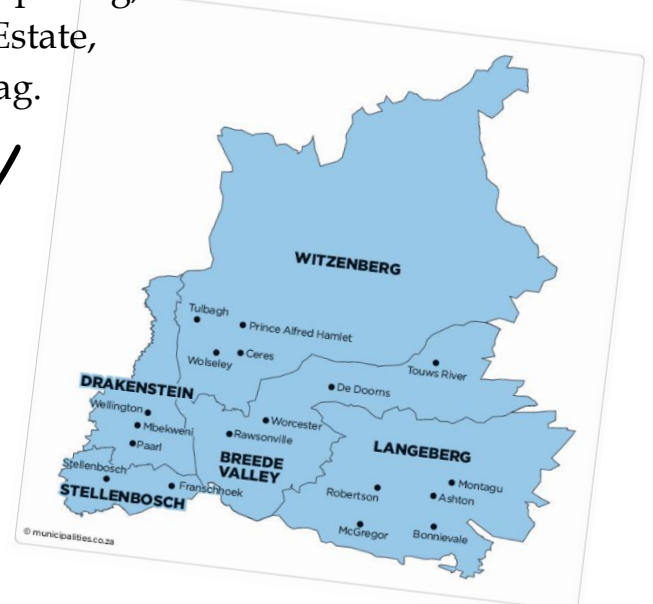 Estate,
ag.
WITZENBERG
Tulbagh
Prince Alfred Hamlet
Wolseley
Ceres
Touws River
De Doorns
DRAKENSTEIN
Wellington
Mbekweni
Paarl
Worcester
Rawsonville
BREEDE
VALLEY
LANGEBERG
Stellenbosch
STELLENBOSCH
Franschhoek
Robertson
Montagu
Ashton
McGregor
Bonnievale
© municipalities.co.za